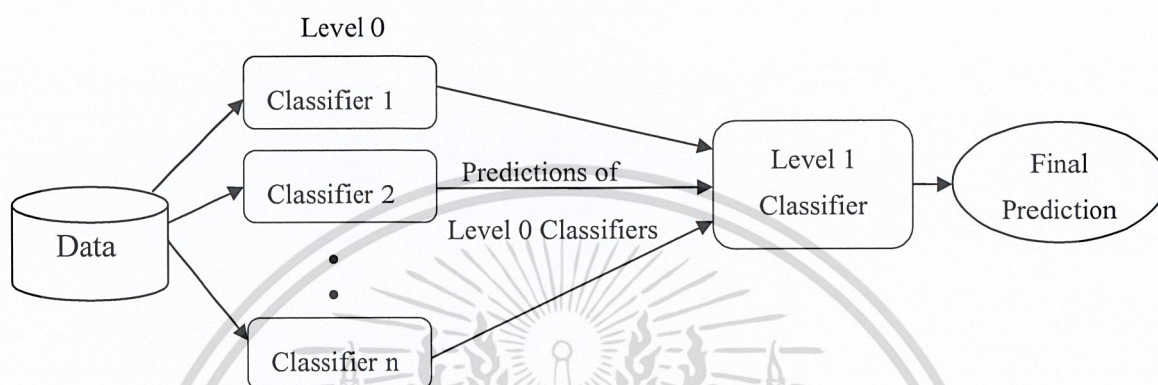 Level 0
Classifier 1
Classifier 2
Data
Classifier n
Predictions of
Level 0 Classifiers
Level 1
Classifier
Final
Prediction